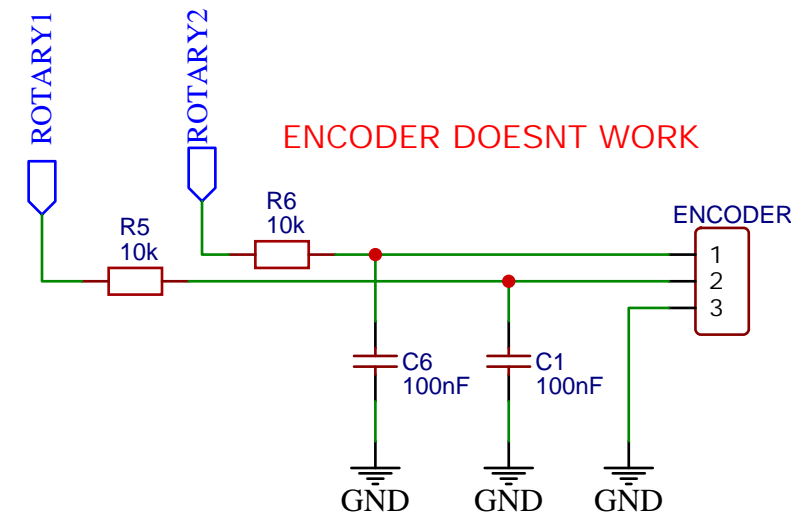 ROTARY1
ROTARY2
ENCODER DOESNT WORK
R6
10k
R5
10k
ENCODER
1
2
3
C6
100nF
C1
100nF
GND
GND
GND